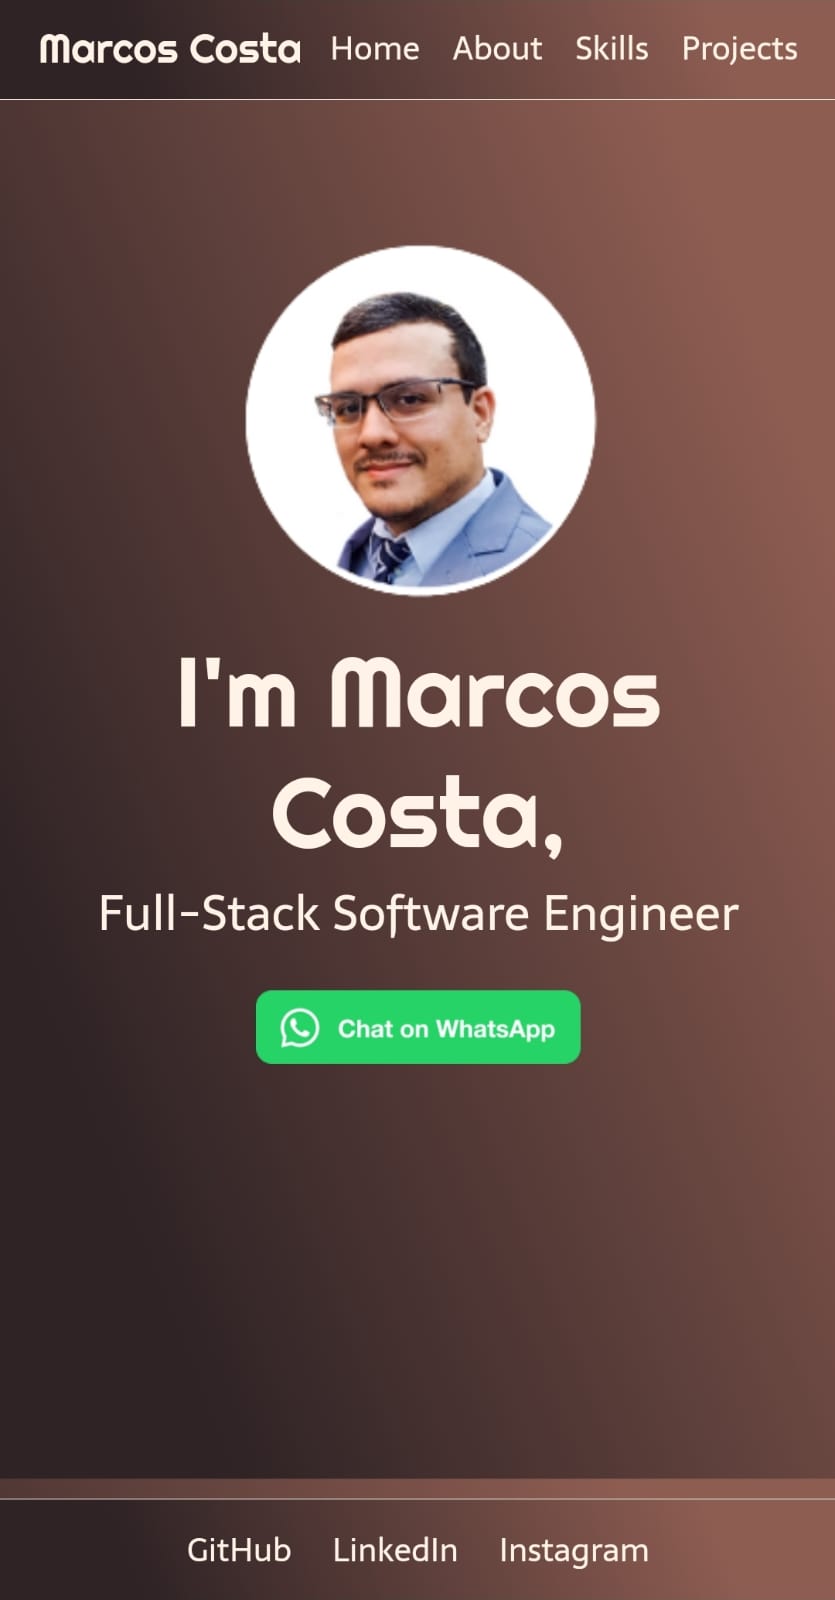 Marcos Costa Home About Skills Projects
I'm Marcos
Costa,
Full-Stack Software Engineer
Chat on WhatsApp
GitHub LinkedIn Instagram